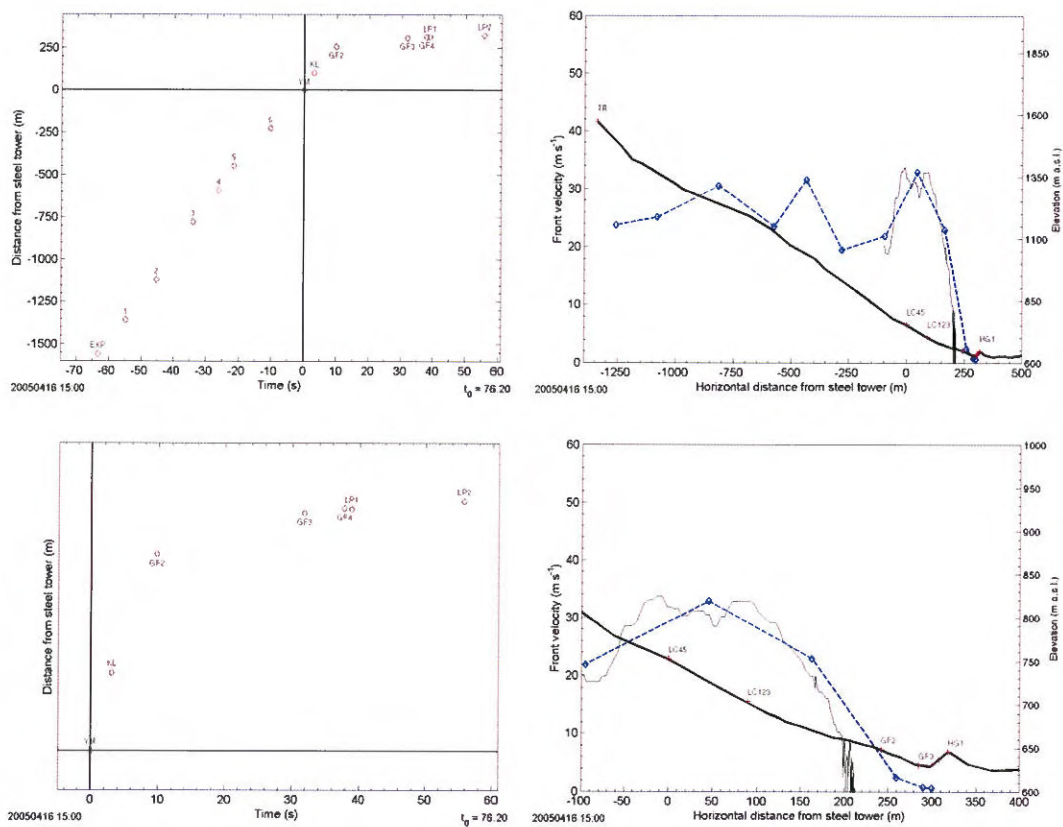 250
0
-250
-500
-750
-1000
-1250
-1500
Distance from steel tower (m)
EXP
1
2
3
4
5
6
YM
KL
GF2
GF3
LP1
GF4
LP2
-70 -60 -50 -40 -30 -20 -10 0 10 20 30 40 50 60
Time (s)
20050416 15:00
t0 = 76.20
60
50
40
30
20
10
0
Front velocity (m s-1)
TR
LC45
LC123
HG1
1850
1600
1350
1100
850
600
Elevation (m a.s.l.)
-1250 -1000 -750 -500 -250 0 250 500
Horizontal distance from steel tower (m)
20050416 15:00
Distance from steel tower (m)
YM
KL
GF2
GF3
LP1
GF4
LP2
0 10 20 30 40 50 60
Time (s)
20050416 15:00
t0 = 76.20
60
50
40
30
20
10
0
Front velocity (m s-1)
LC45
LC123
GF2
GF3
HG1
1000
950
900
850
800
750
700
650
600
Elevation (m a.s.l.)
-100 -50 0 50 100 150 200 250 300 350 400
Horizontal distance from steel tower (m)
20050416 15:00